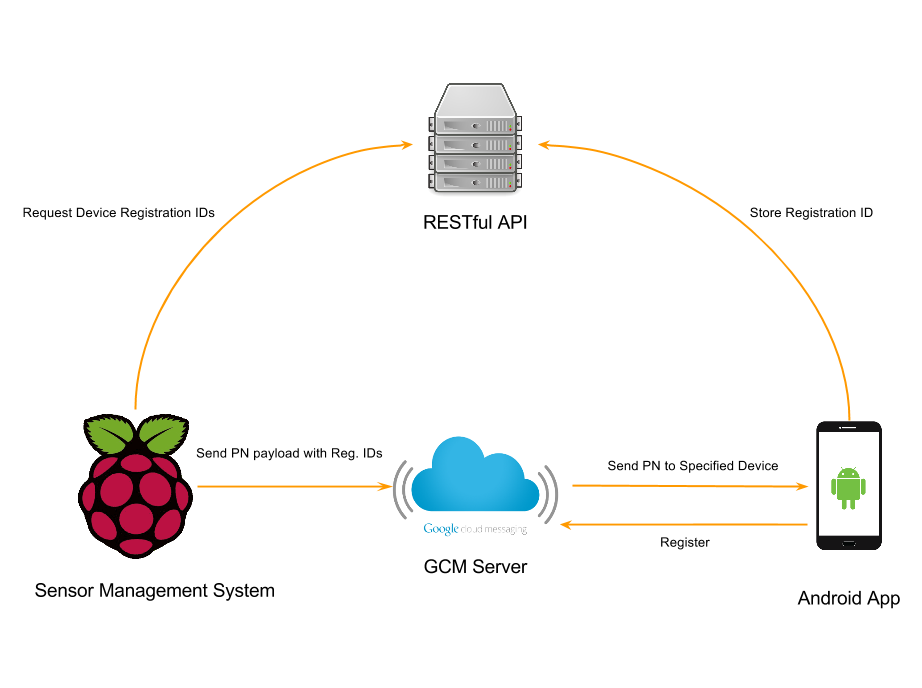 RESTful API
Request Device Registration IDs
Store Registration ID
Send PN payload with Reg. IDs
Send PN to Specified Device
Google cloud messaging
Register
GCM Server
Sensor Management System
Android App